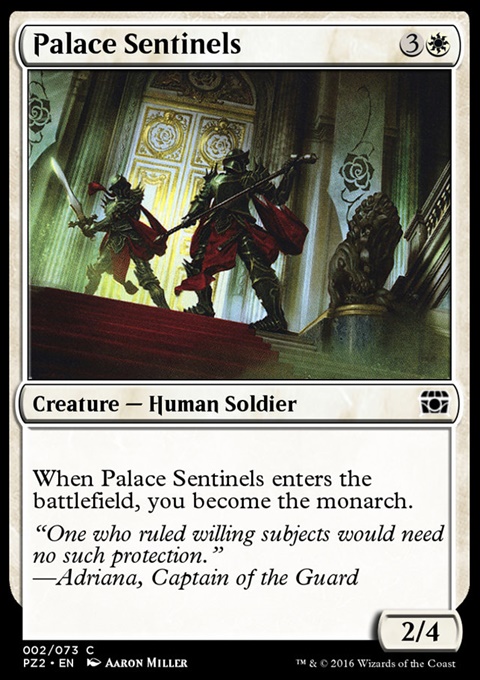 Palace Sentinels
3
Creature — Human Soldier
When Palace Sentinels enters the
battlefield, you become the monarch.
“One who ruled willing subjects would need
no such protection.”
—Adriana, Captain of the Guard
2/4
002/073 C
PZ2 • EN Aaron Miller
™ & © 2016 Wizards of the Coast